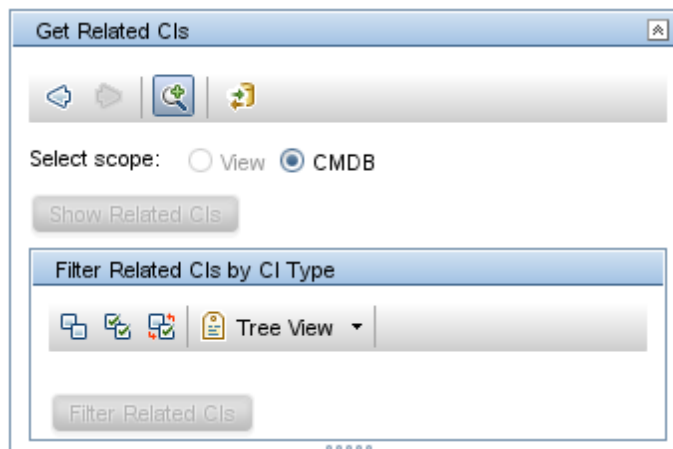 Get Related CIs
Select scope: View CMDB
Show Related CIs
Filter Related CIs by CI Type
Tree View
Filter Related CIs